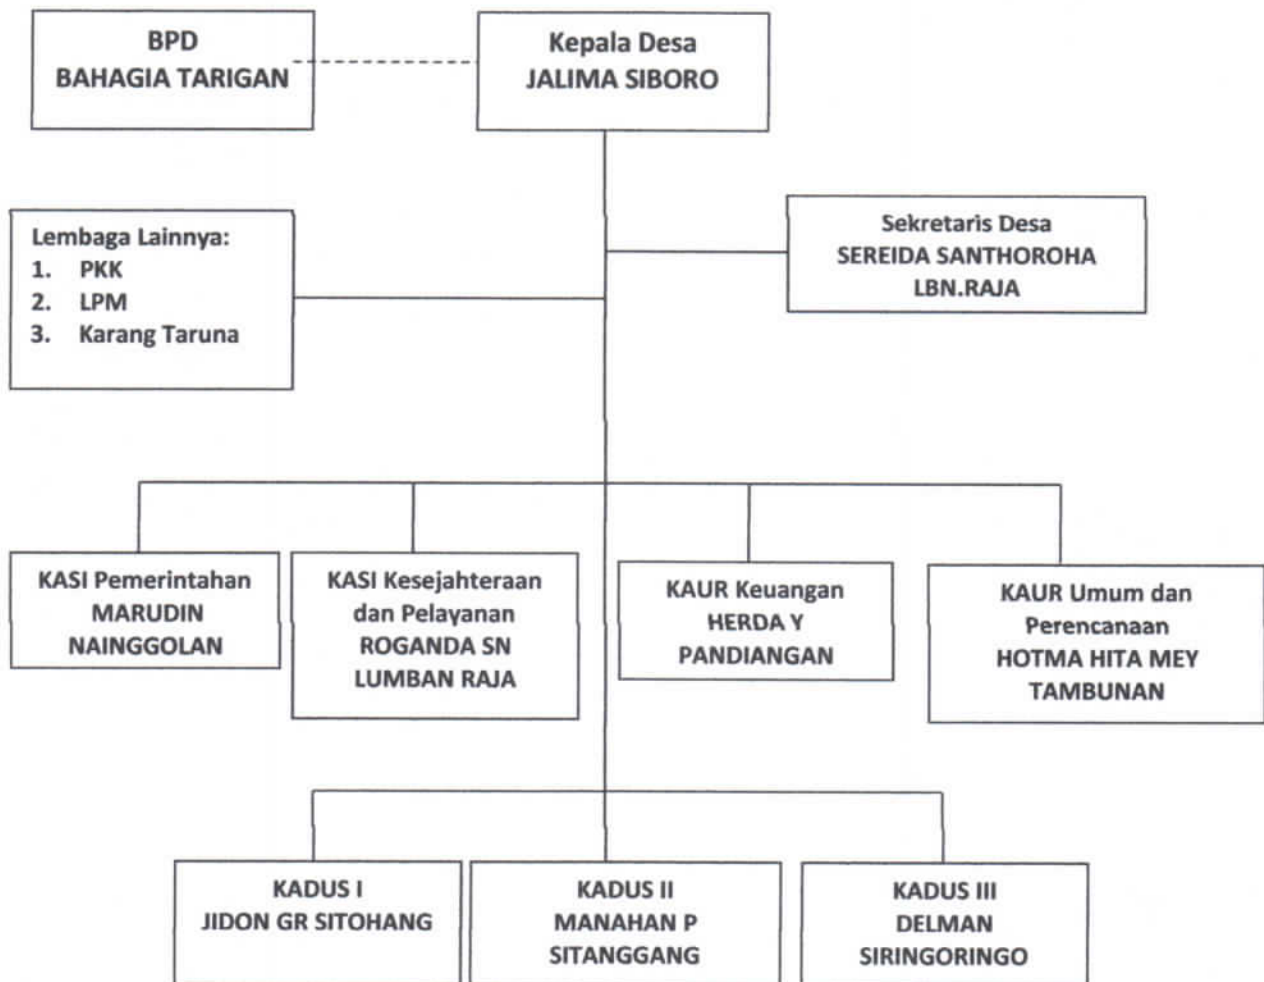 BPD
BAHAGIA TARIGAN
Kepala Desa
JALIMA SIBORO
Lembaga Lainnya:
1. PKK
2. LPM
3. Karang Taruna
Sekretaris Desa
SEREIDA SANTHOROHA
LBN.RAJA
KASI Pemerintahan
MARUDIN
NAINGGOLAN
KASI Kesejahteraan
dan Pelayanan
ROGANDA SN
LUMBAN RAJA
KAUR Keuangan
HERDA Y
PANDIANGAN
KAUR Umum dan
Perencanaan
HOTMA HITA MEY
TAMBUNAN
KADUS I
JIDON GR SITOHANG
KADUS II
MANAHAN P
SITANGGANG
KADUS III
DELMAN
SIRINGORINGO